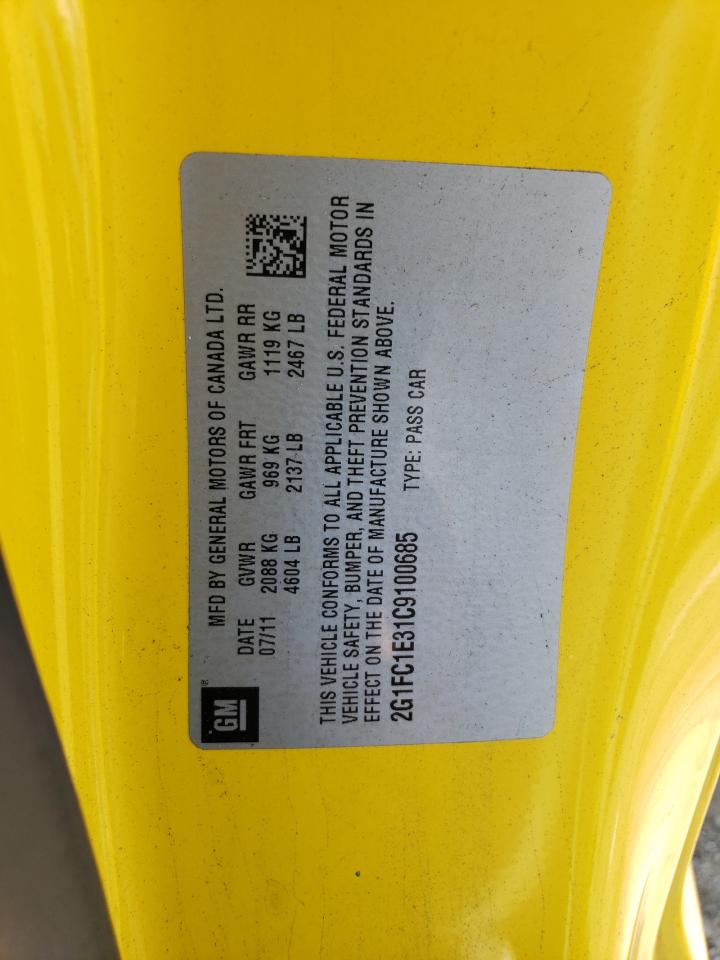 GM®
MFD BY GENERAL MOTORS OF CANADA LTD.
DATE GVWR GAWR FRT GAWR RR
07/11 2088 KG 969 KG 1119 KG
4604 LB 2137 LB 2467 LB
THIS VEHICLE CONFORMS TO ALL APPLICABLE U.S. FEDERAL MOTOR
VEHICLE SAFETY, BUMPER, AND THEFT PREVENTION STANDARDS IN
EFFECT ON THE DATE OF MANUFACTURE SHOWN ABOVE.
2G1FC1E31C9100685 TYPE: PASS CAR